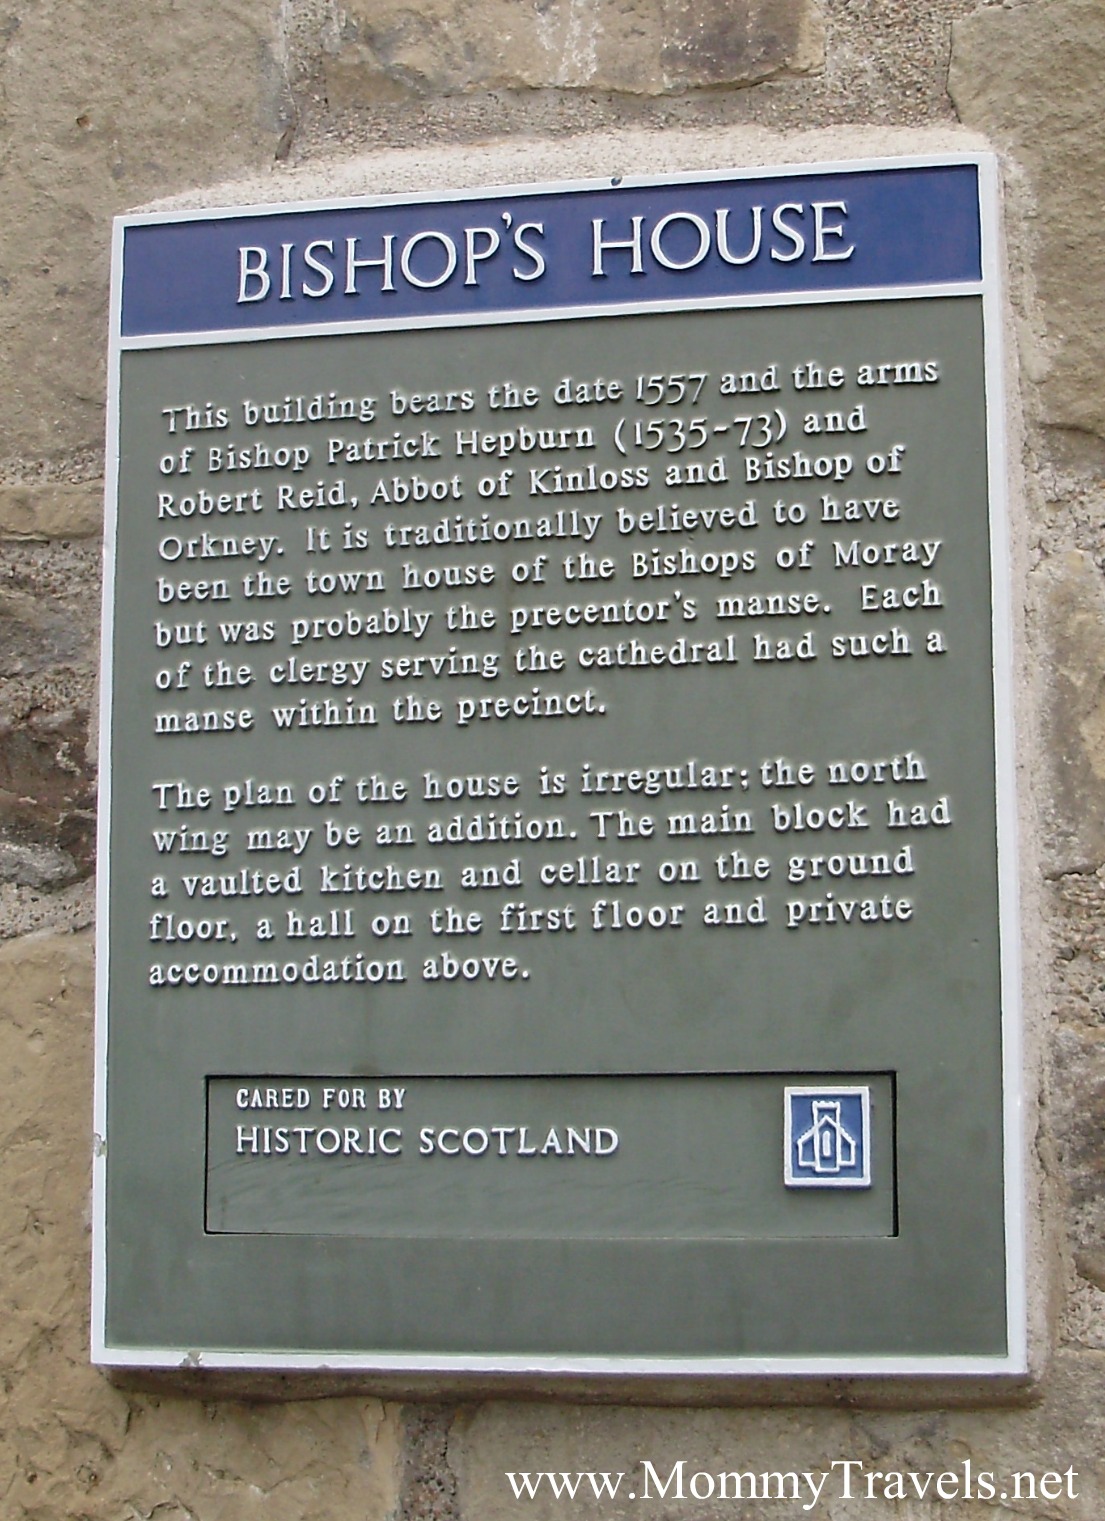 BISHOP'S HOUSE
This building bears the date 1557 and the arms
of Bishop Patrick Hepburn (1535-73) and
Robert Reid, Abbot of Kinloss and Bishop of
Orkney. It is traditionally believed to have
been the town house of the Bishops of Moray
but was probably the precentor's manse. Each
of the clergy serving the cathedral had such a
manse within the precinct.
The plan of the house is irregular; the north
wing may be an addition. The main block had
a vaulted kitchen and cellar on the ground
floor, a hall on the first floor and private
accommodation above.
CARED FOR BY
HISTORIC SCOTLAND
www.MommyTravels.net